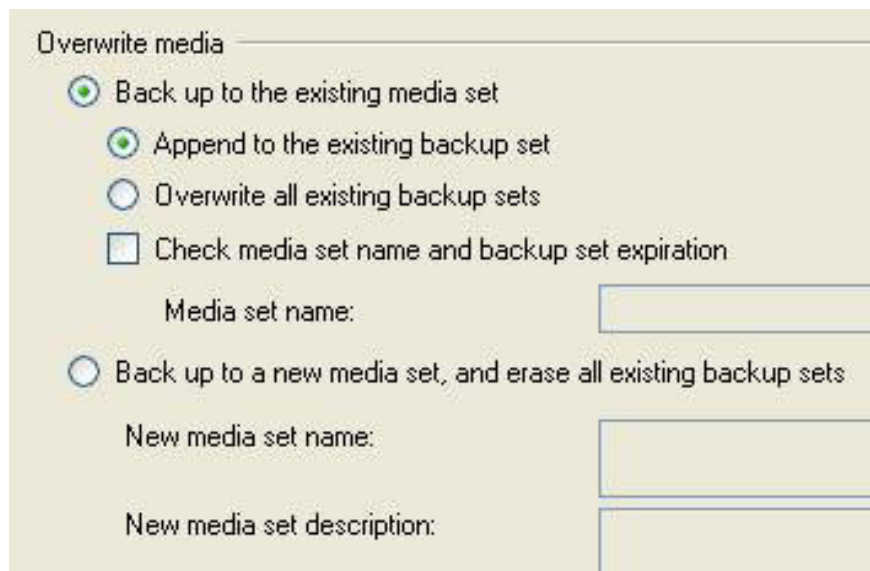 Overwrite media
Back up to the existing media set
Append to the existing backup set
Overwrite all existing backup sets
Check media set name and backup set expiration
Media set name:
Back up to a new media set, and erase all existing backup sets
New media set name:
New media set description: